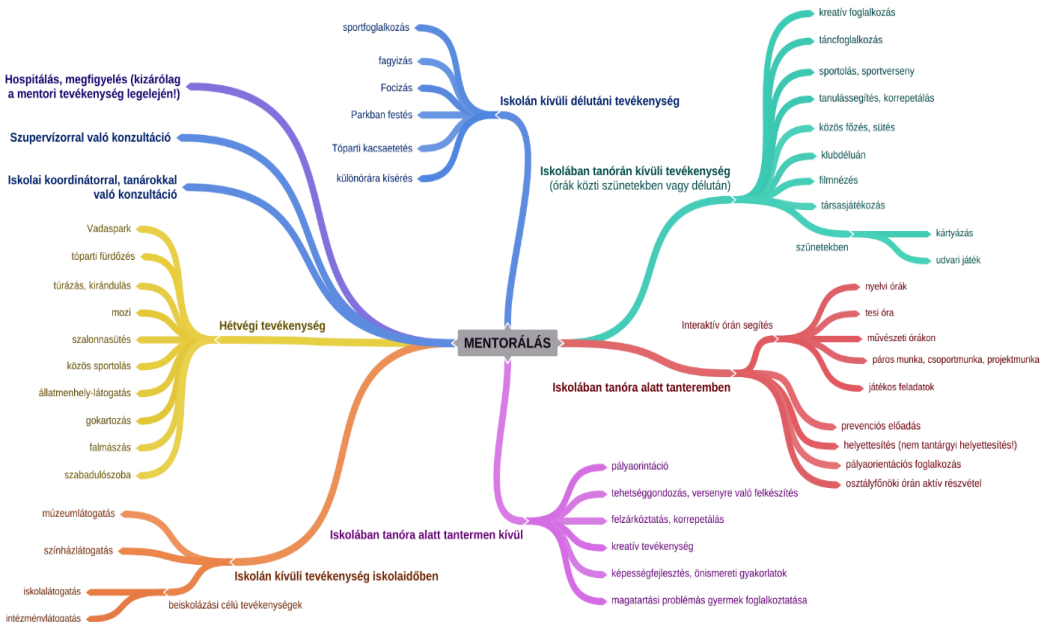 MENTORÁLÁS
Hospitálás, megfigyelés (kizárólag
a mentori tevékenység legelején!)
Szupervízorral való konzultáció
Iskolai koordinátorral, tanárokkal
való konzultáció
Iskolán kívüli délutáni tevékenység
sportfoglalkozás
fagyizás
Focizás
Parkban festés
Tóparti kacsaetetés
különórára kísérés
Iskolában tanórán kívüli tevékenység
(órák közti szünetekben vagy délután)
kreatív foglalkozás
táncfoglalkozás
sportolás, sportverseny
tanulássegítés, korrepetálás
közös főzés, sütés
klubdéluán
filmnézés
társasjátékozás
szünetekben
kártyázás
udvari játék
Iskolában tanóra alatt tanteremben
Interaktív órán segítés
nyelvi órák
tesi óra
művészeti órákon
páros munka, csoportmunka, projektmunka
játékos feladatok
prevenciós előadás
helyettesítés (nem tantárgyi helyettesítés!)
pályaorientációs foglalkozás
osztályfőnöki órán aktív részvétel
Iskolában tanóra alatt tantermen kívül
pályaorintáció
tehetséggondozás, versenyre való felkészítés
felzárkóztatás, korrepetálás
kreatív tevékenység
képességfejlesztés, önismereti gyakorlatok
magatartási problémás gyermek foglalkoztatása
Hétvégi tevékenység
Vadaspark
tóparti fürdőzés
túrázás, kirándulás
mozi
szalonnasütés
közös sportolás
állatmenhely-látogatás
gokartozás
falmászás
szabadulószoba
Iskolán kívüli tevékenység iskolaidőben
múzeumlátogatás
színházlátogatás
beiskolázási célú tevékenységek
iskolalátogatás
intézménylátogatás